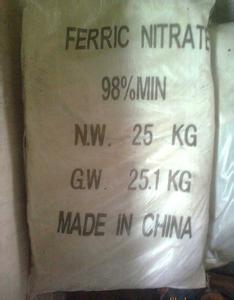 FERRIC NITRATE
98%MIN
N.W. 25 KG
G.W. 25.1 KG
MADE IN CHINA